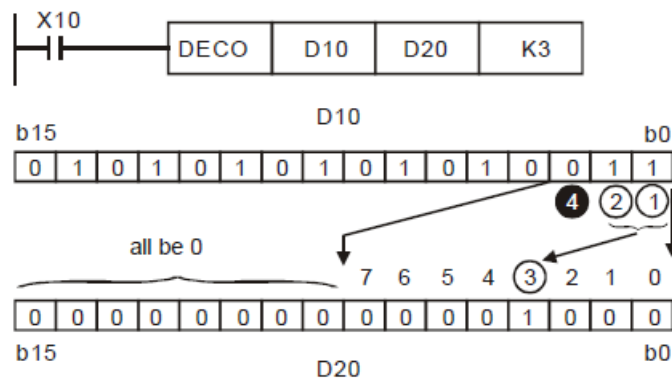 X10
DECO D10 D20 K3
D10
b15 b0
0 1 0 1 0 1 0 1 0 1 0 1 0 0 1 1
4 2 1
all be 0
7 6 5 4 3 2 1 0
0 0 0 0 0 0 0 0 0 0 0 0 1 0 0 0
b15 b0
D20